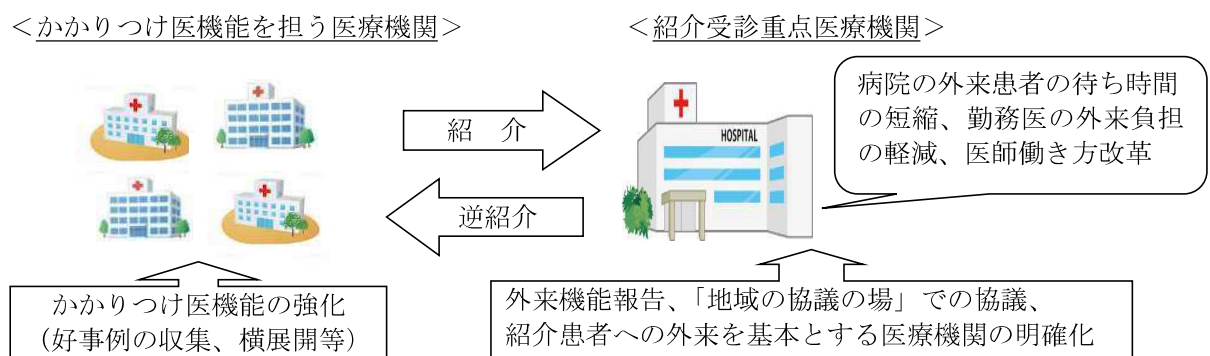 ＜かかりつけ医機能を担う医療機関＞
＜紹介受診重点医療機関＞
病院の外来患者の待ち時間
の短縮、勤務医の外来負担
の軽減、医師働き方改革
紹　介
HOSPITAL
逆紹介
かかりつけ医機能の強化
（好事例の収集、横展開等）
外来機能報告、「地域の協議の場」での協議、
紹介患者への外来を基本とする医療機関の明確化